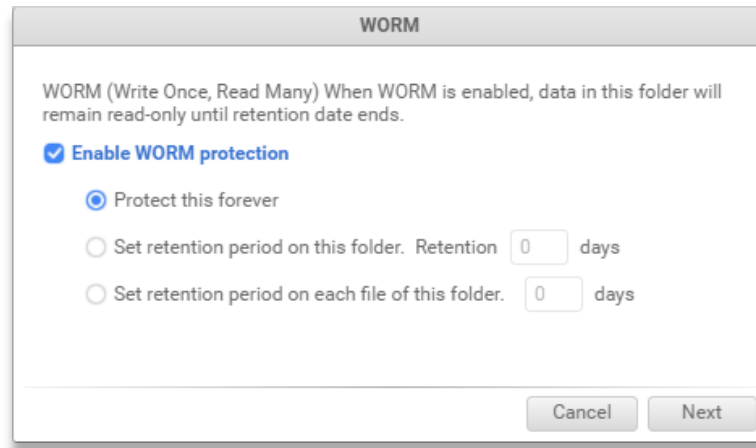 WORM
WORM (Write Once, Read Many) When WORM is enabled, data in this folder will
remain read-only until retention date ends.
Enable WORM protection
Protect this forever
Set retention period on this folder. Retention 0 days
Set retention period on each file of this folder. 0 days
Cancel Next